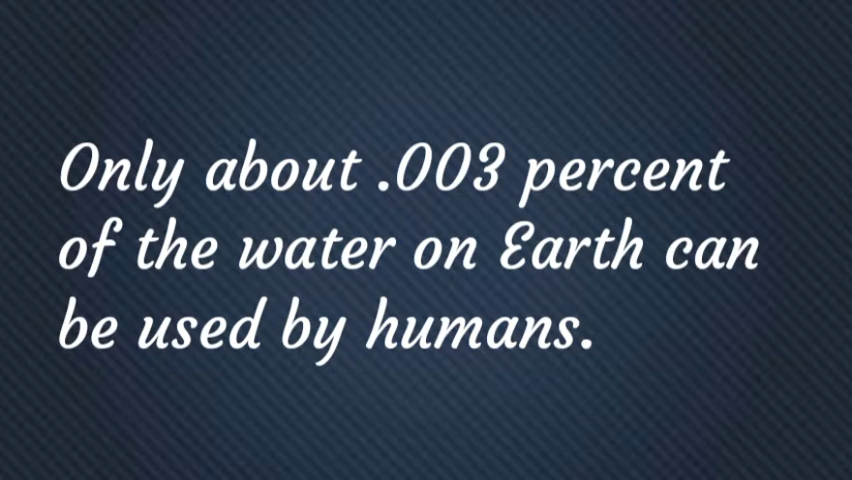 Only about .003 percent
of the water on Earth can
be used by humans.